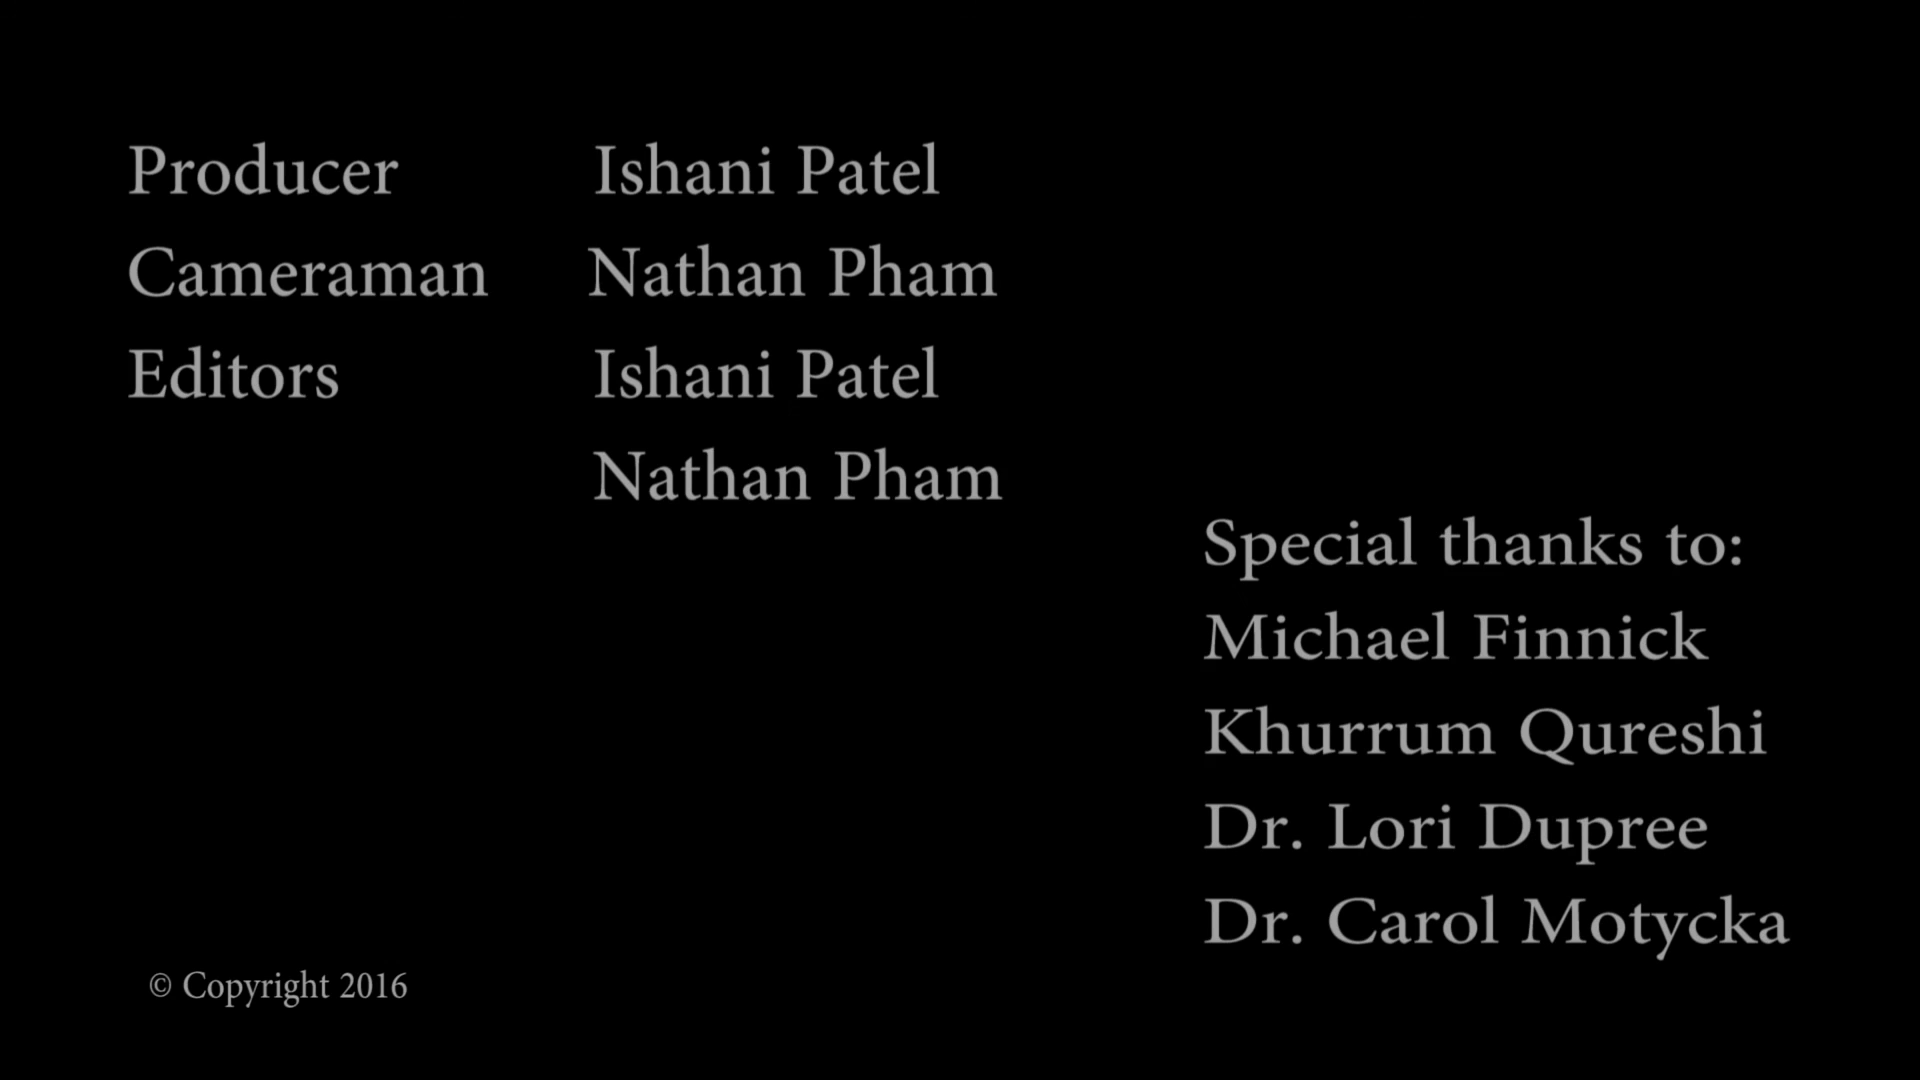 Producer Ishani Patel
Cameraman Nathan Pham
Editors Ishani Patel
Nathan Pham
Special thanks to:
Michael Finnick
Khurrum Qureshi
Dr. Lori Dupree
Dr. Carol Motycka
© Copyright 2016